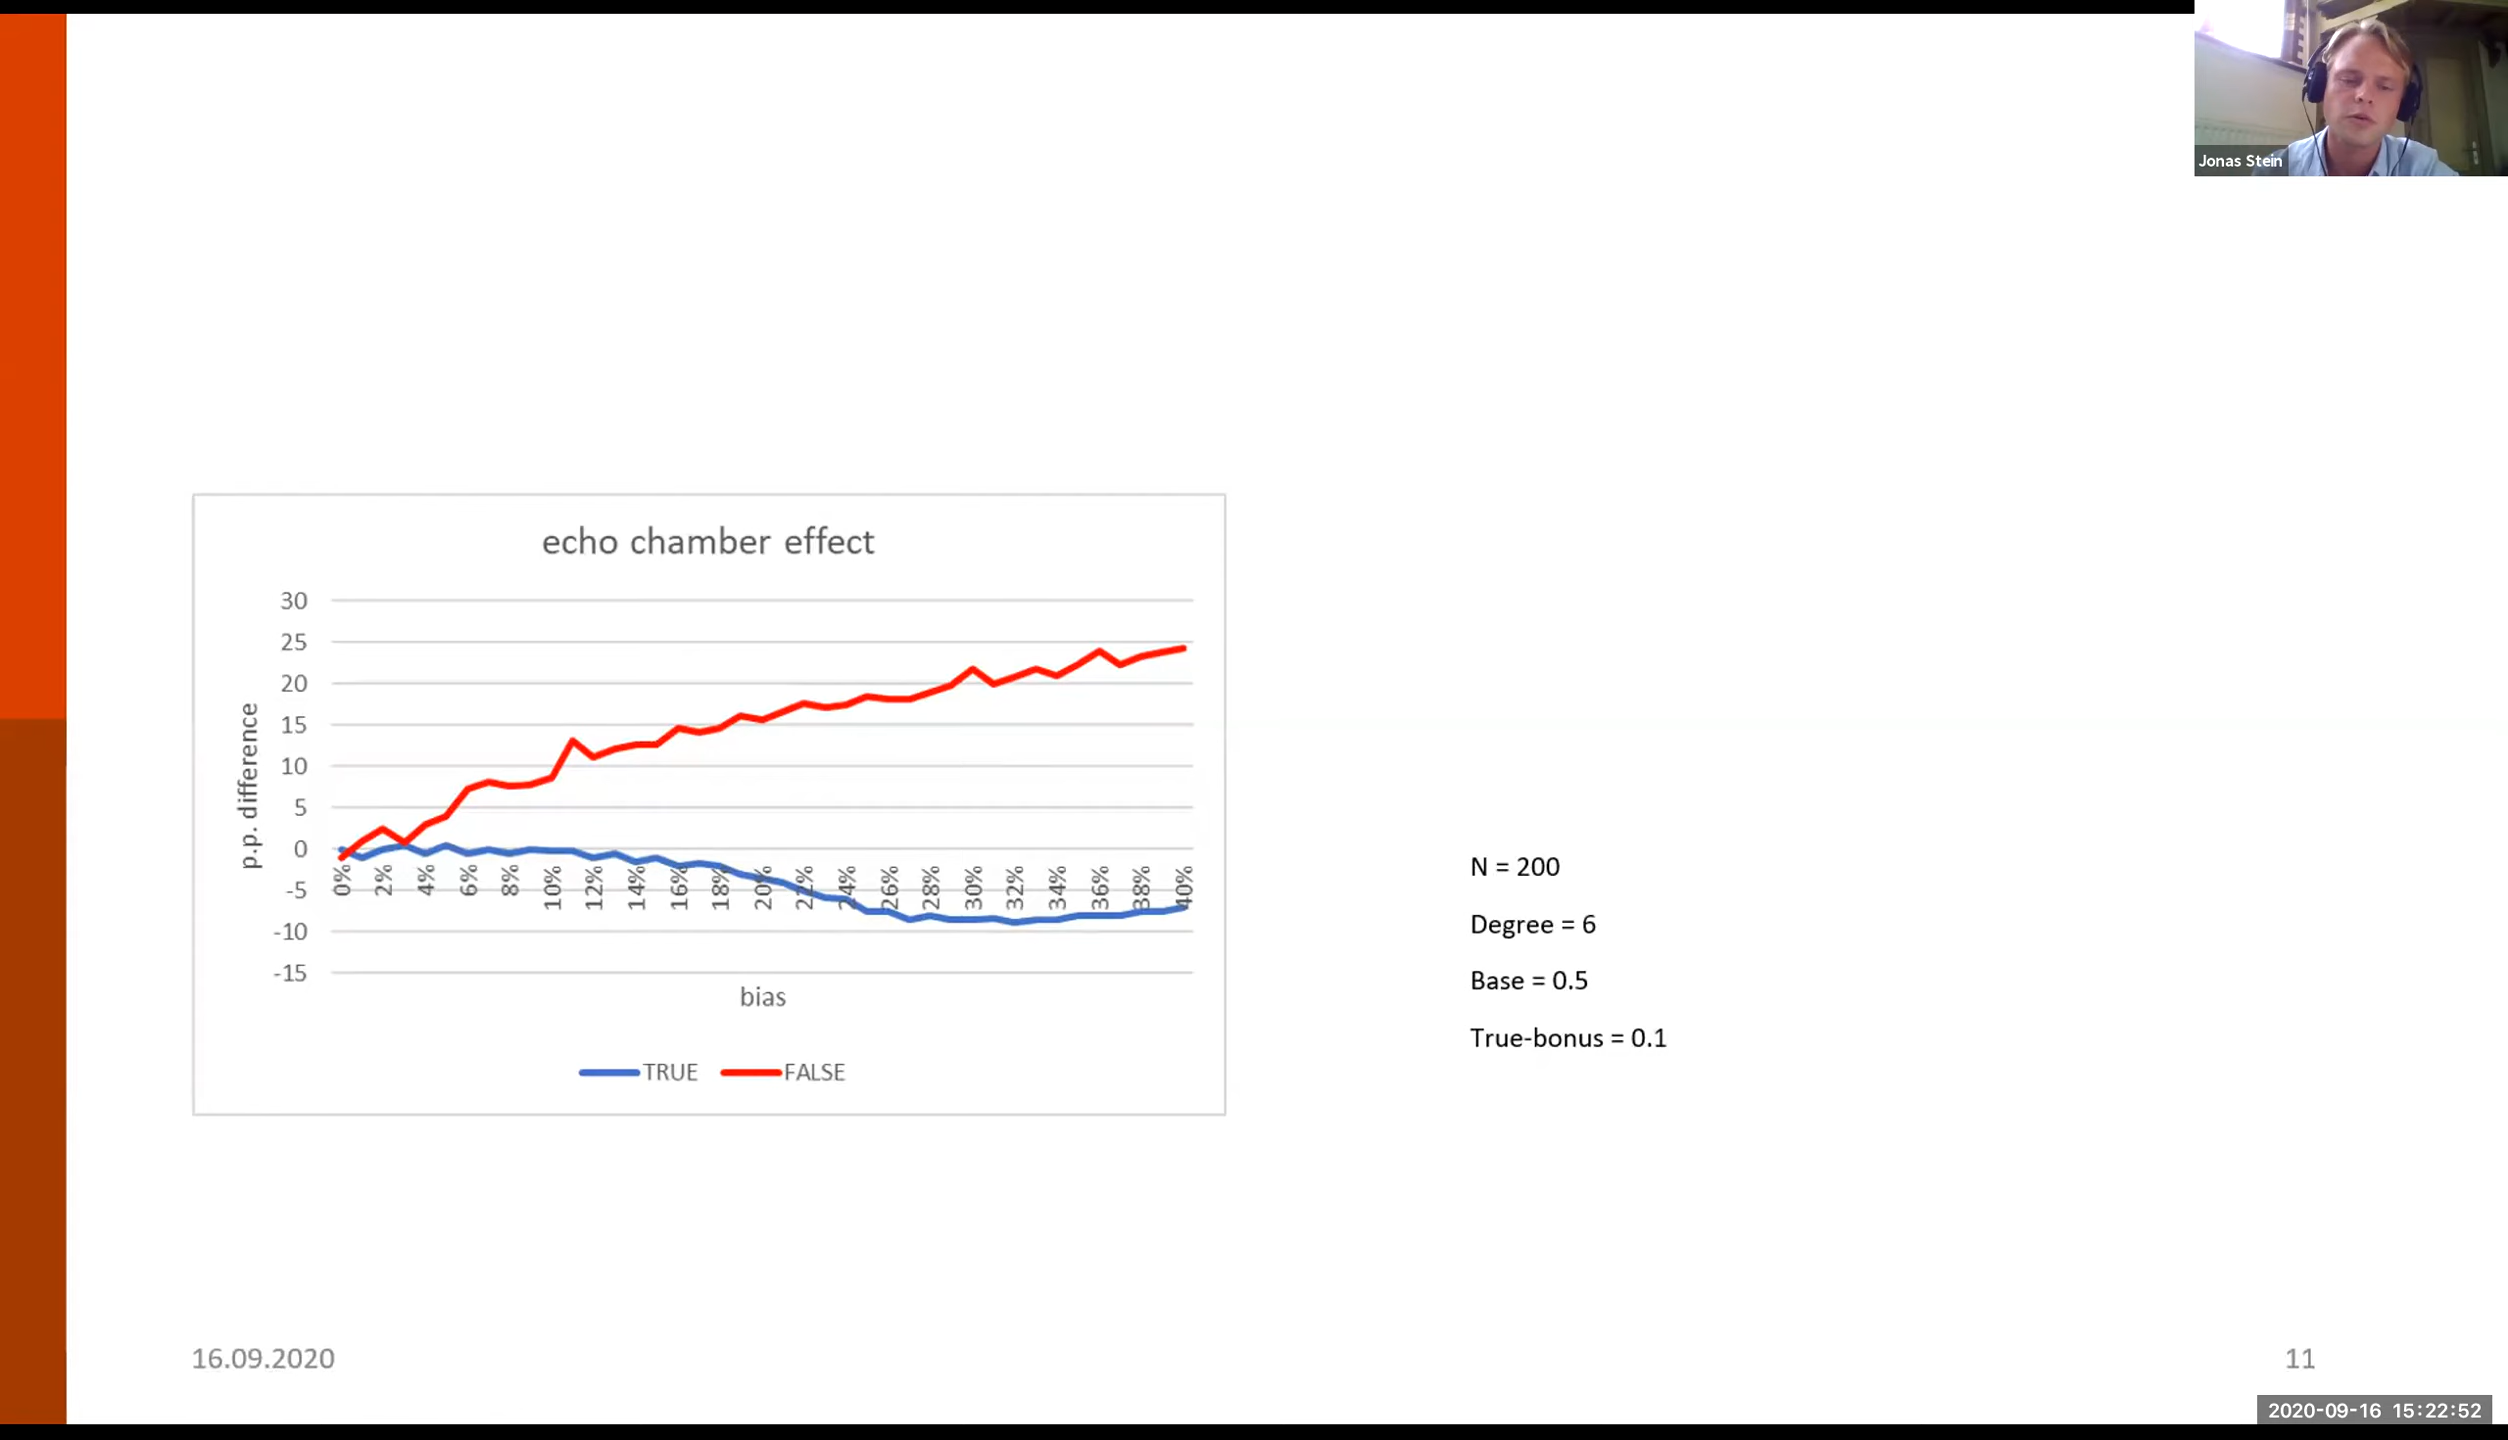 Jonas Stein
echo chamber effect
30
25
20
15
10
5
0
-5
-10
-15
p.p. difference
0% 2% 4% 6% 8% 10% 12% 14% 16% 18% 20% 22% 24% 26% 28% 30% 32% 34% 36% 38% 40%
bias
TRUE FALSE
N = 200
Degree = 6
Base = 0.5
True-bonus = 0.1
16.09.2020
11
2020-09-16 15:22:52